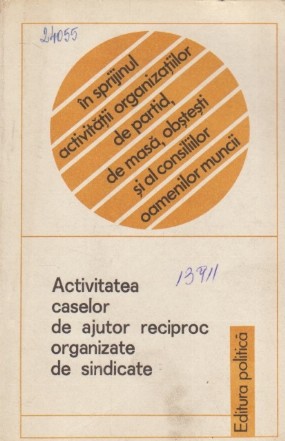 24055
în sprijinul
activității organizațiilor
de partid,
de masă, obștești
și al consiliilor
oamenilor muncii
Activitatea
caselor
de ajutor reciproc
organizate
de sindicate
Editura politică